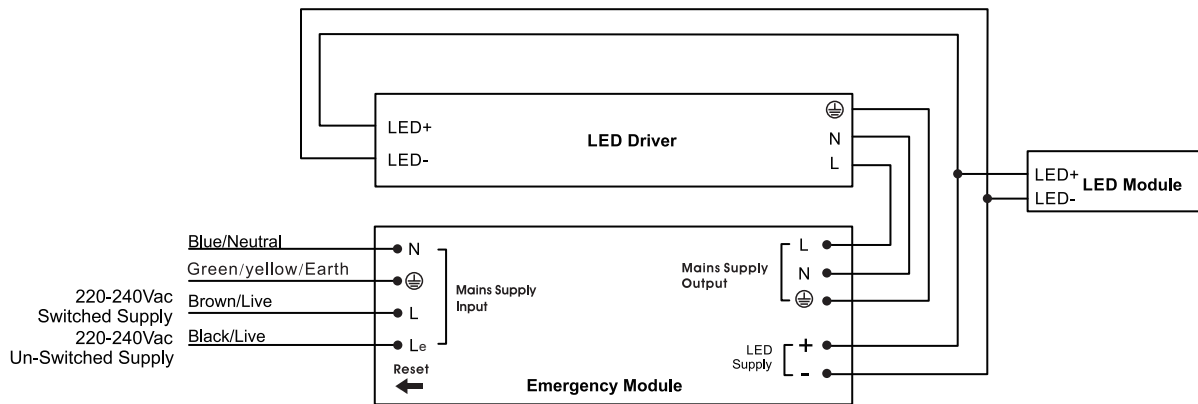 LED+
LED-
LED Driver
⏚
N
L
LED+
LED-
LED Module
Blue/Neutral
Green/yellow/Earth
220-240Vac
Switched Supply
Brown/Live
220-240Vac
Un-Switched Supply
Black/Live
N
⏚
L
Le
Mains Supply
Input
Reset
Emergency Module
Mains Supply
Output
L
N
⏚
LED
Supply
+
-